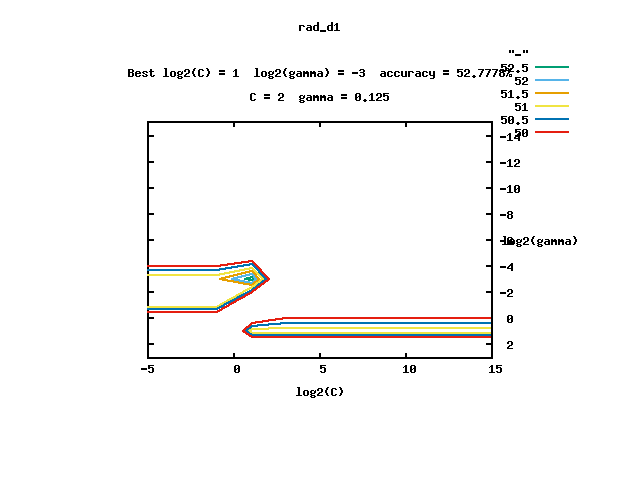 rad_d1
"-"
Best log2(C) = 1  log2(gamma) = -3  accuracy = 52.7778%
52.5
52
C = 2  gamma = 0.125
51.5
51
50.5
50
-14
-12
-10
-8
-6
log2(gamma)
-4
-2
0
2
-5 0 5 10 15
log2(C)